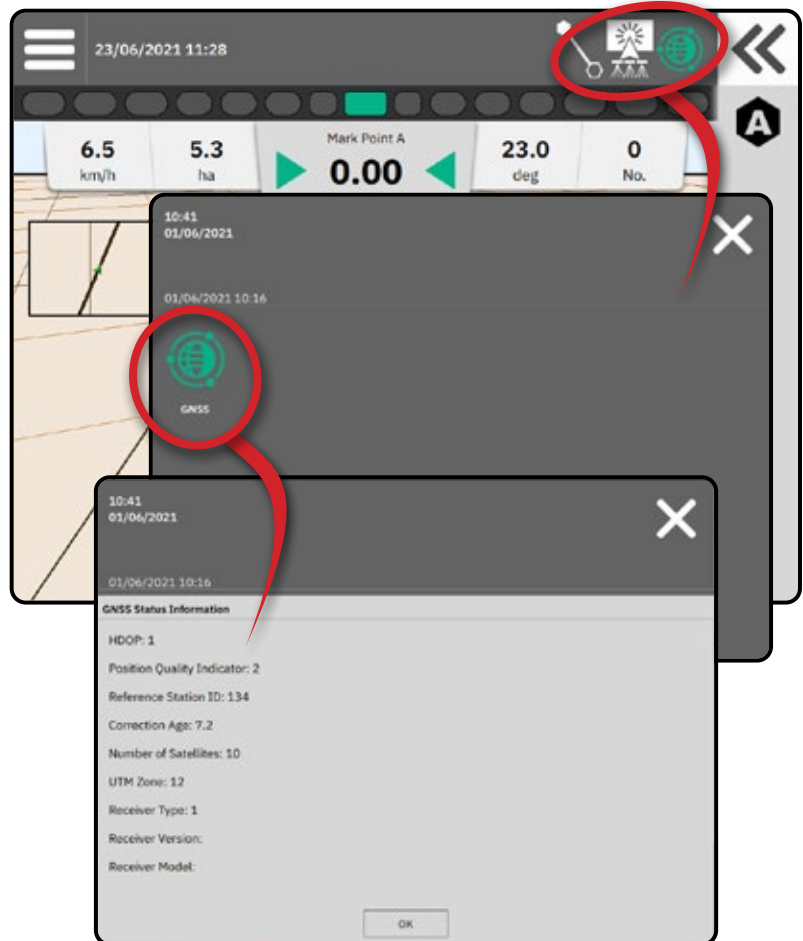 23/06/2021 11:28
Mark Point A
6.5 5.3 0.00 23.0 0
km/h ha deg No.
A
10:41
01/06/2021
01/06/2021 10:16
GNSS
10:41
01/06/2021
01/06/2021 10:16
GNSS Status Information
HDOP: 1
Position Quality Indicator: 2
Reference Station ID: 134
Correction Age: 7.2
Number of Satellites: 10
UTM Zone: 12
Receiver Type: 1
Receiver Version:
Receiver Model:
OK